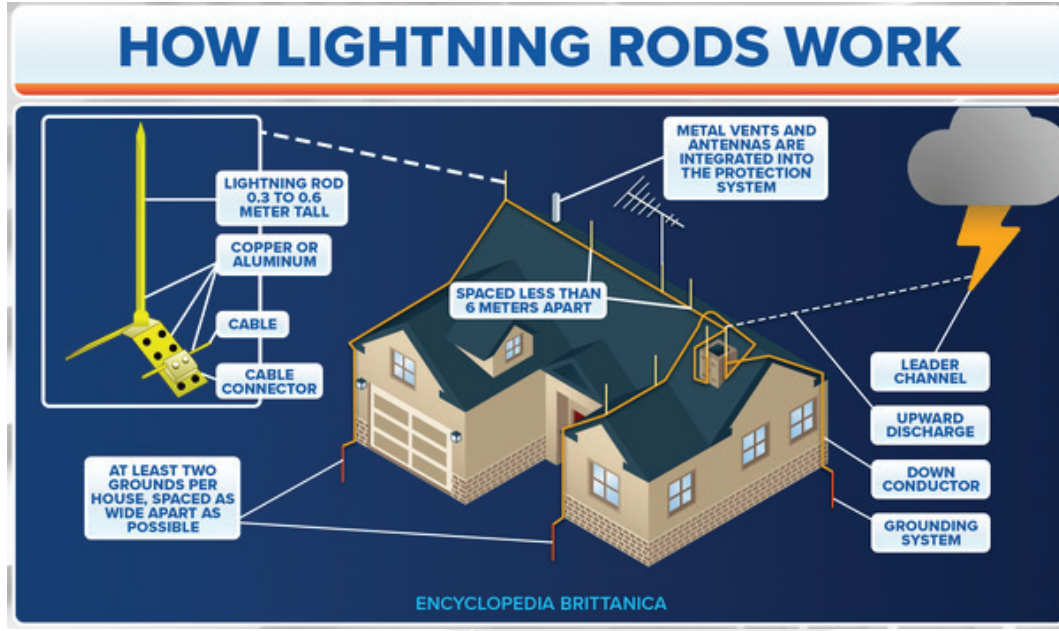 HOW LIGHTNING RODS WORK
LIGHTNING ROD
0.3 TO 0.6
METER TALL
COPPER OR
ALUMINUM
CABLE
CABLE
CONNECTOR
METAL VENTS AND
ANTENNAS ARE
INTEGRATED INTO
THE PROTECTION
SYSTEM
SPACED LESS THAN
6 METERS APART
LEADER
CHANNEL
UPWARD
DISCHARGE
DOWN
CONDUCTOR
GROUNDING
SYSTEM
AT LEAST TWO
GROUNDS PER
HOUSE, SPACED AS
WIDE APART AS
POSSIBLE
ENCYCLOPEDIA BRITTANICA